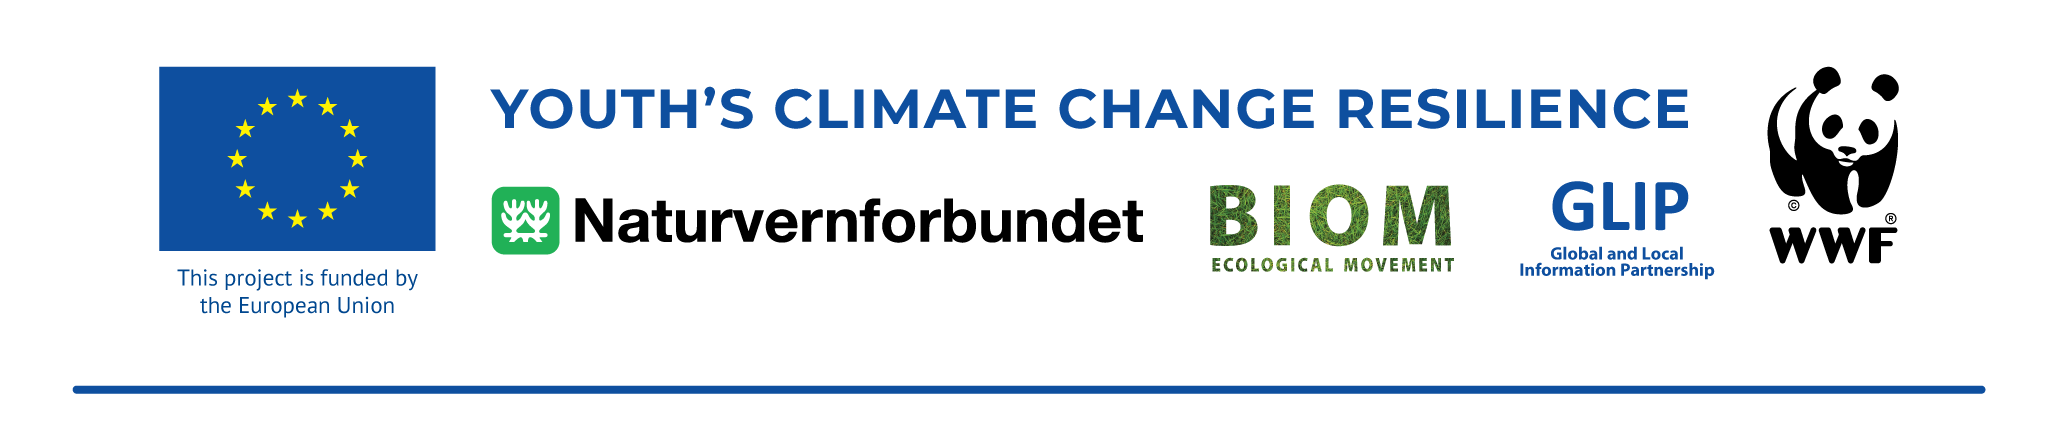 YOUTH’S CLIMATE CHANGE RESILIENCE
This project is funded by
the European Union
Naturvernforbundet
BIOM
ECOLOGICAL MOVEMENT
GLIP
Global and Local
Information Partnership
©
®
WWF